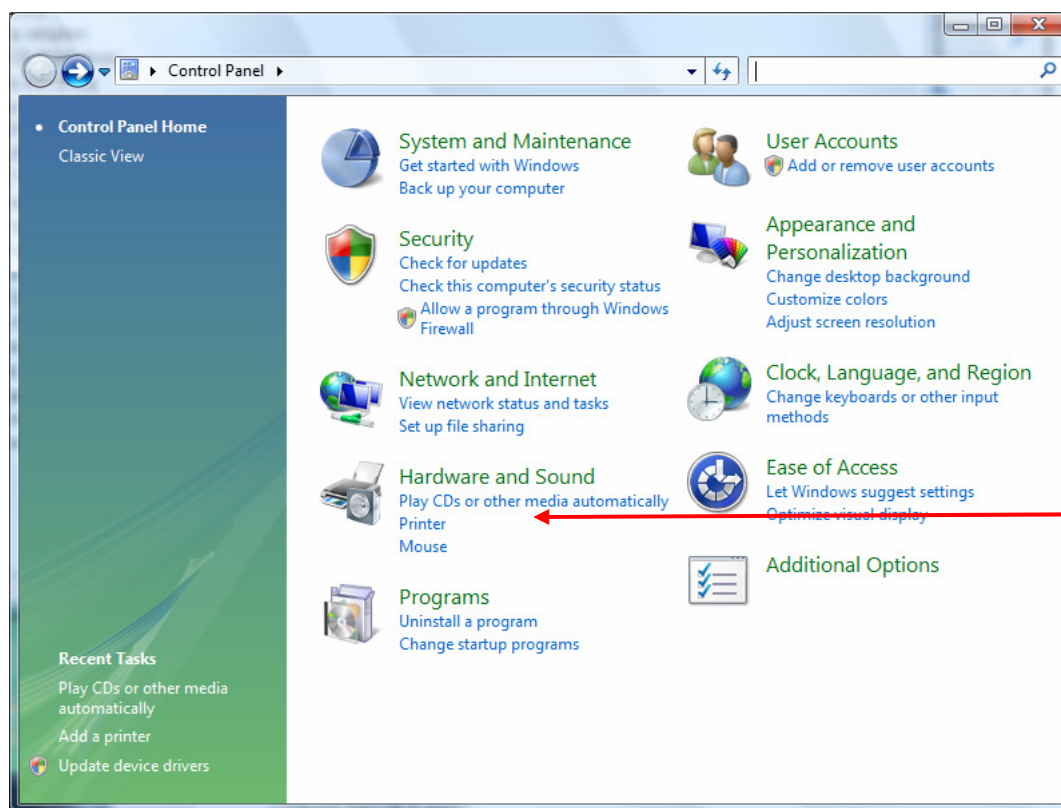 Control Panel
Control Panel Home
Classic View
System and Maintenance
Get started with Windows
Back up your computer
Security
Check for updates
Check this computer's security status
Allow a program through Windows
Firewall
Network and Internet
View network status and tasks
Set up file sharing
Hardware and Sound
Play CDs or other media automatically
Printer
Mouse
Programs
Uninstall a program
Change startup programs
User Accounts
Add or remove user accounts
Appearance and
Personalization
Change desktop background
Customize colors
Adjust screen resolution
Clock, Language, and Region
Change keyboards or other input
methods
Ease of Access
Let Windows suggest settings
Optimize visual display
Additional Options
Recent Tasks
Play CDs or other media
automatically
Add a printer
Update device drivers